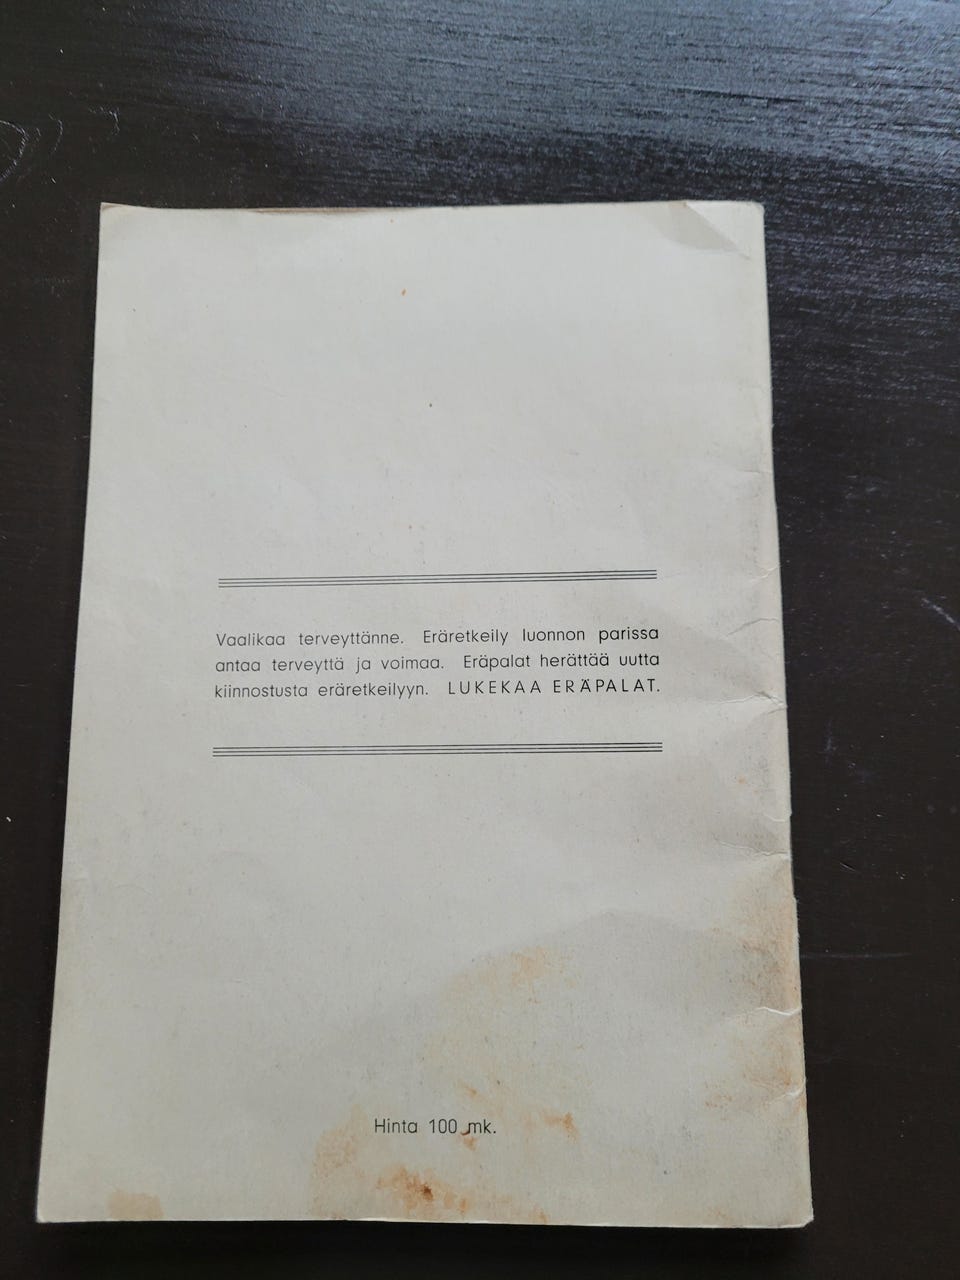 Vaalikaa terveyttänne. Eräretkeily luonnon parissa
antaa terveyttä ja voimaa. Eräpalat herättää uutta
kiinnostusta eräretkeilyyn. LUKEKAA ERÄPALAT.
Hinta 100 mk.